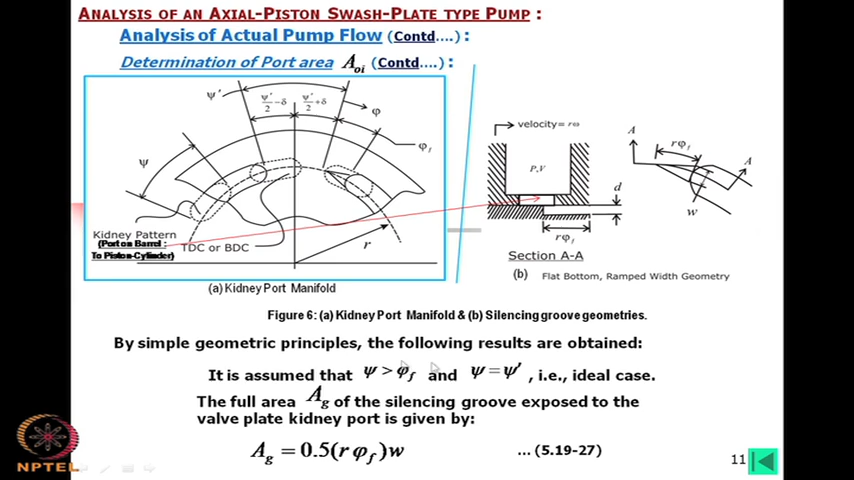 ANALYSIS OF AN AXIAL-PISTON SWASH-PLATE TYPE PUMP :
Analysis of Actual Pump Flow (Contd....) :
Determination of Port area A_oi (Contd....) :
ψ'
ψ'/2 - δ
ψ'/2 + δ
φ
φ_f
ψ
Kidney Pattern
(Port on Barrel :
To Piston-Cylinder)
TDC or BDC
r
(a) Kidney Port Manifold
velocity= rω
P,V
d
rφ_f
Section A-A
A
rφ_f
A
w
(b) Flat Bottom, Ramped Width Geometry
Figure 6: (a) Kidney Port Manifold & (b) Silencing groove geometries.
By simple geometric principles, the following results are obtained:
It is assumed that ψ > φ_f and ψ = ψ' , i.e., ideal case.
The full area A_g of the silencing groove exposed to the
valve plate kidney port is given by:
A_g = 0.5(rφ_f)w ... (5.19-27)
NPTEL
11